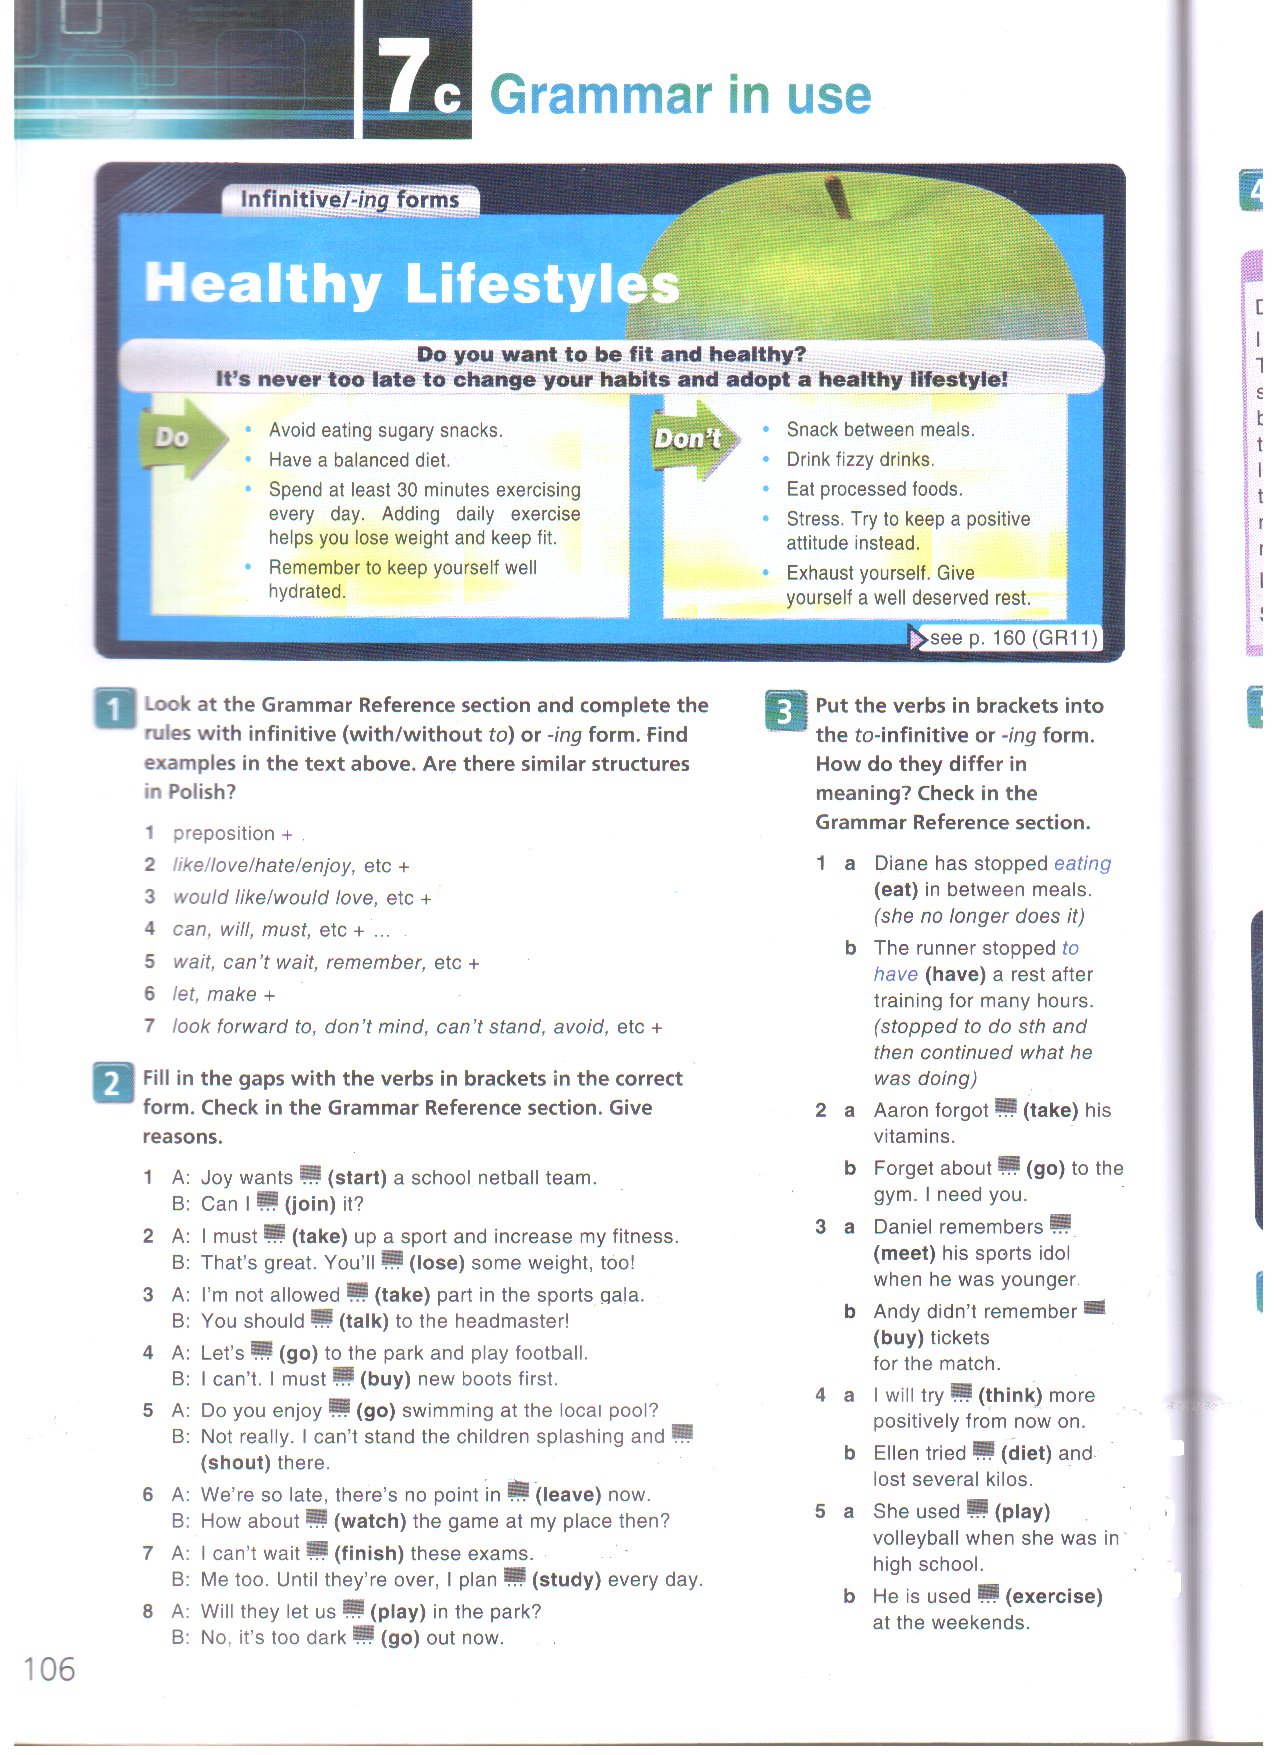 7c Grammar in use
Infinitive/-ing forms
Healthy Lifestyles
Do you want to be fit and healthy?
It's never too late to change your habits and adopt a healthy lifestyle!
Do
• Avoid eating sugary snacks.
• Have a balanced diet.
• Spend at least 30 minutes exercising
every day. Adding daily exercise
helps you lose weight and keep fit.
• Remember to keep yourself well
hydrated.
Don't
• Snack between meals.
• Drink fizzy drinks.
• Eat processed foods.
• Stress. Try to keep a positive
attitude instead.
• Exhaust yourself. Give
yourself a well deserved rest.
see p. 160 (GR11)
1 Look at the Grammar Reference section and complete the
rules with infinitive (with/without to) or -ing form. Find
examples in the text above. Are there similar structures
in Polish?
1 preposition + .
2 like/love/hate/enjoy, etc +
3 would like/would love, etc +
4 can, will, must, etc + ...
5 wait, can't wait, remember, etc +
6 let, make +
7 look forward to, don't mind, can't stand, avoid, etc +
2 Fill in the gaps with the verbs in brackets in the correct
form. Check in the Grammar Reference section. Give
reasons.
1 A: Joy wants ... (start) a school netball team.
B: Can I ... (join) it?
2 A: I must ... (take) up a sport and increase my fitness.
B: That's great. You'll ... (lose) some weight, too!
3 A: I'm not allowed ... (take) part in the sports gala.
B: You should ... (talk) to the headmaster!
4 A: Let's ... (go) to the park and play football.
B: I can't. I must ... (buy) new boots first.
5 A: Do you enjoy ... (go) swimming at the local pool?
B: Not really. I can't stand the children splashing and ...
(shout) there.
6 A: We're so late, there's no point in ... (leave) now.
B: How about ... (watch) the game at my place then?
7 A: I can't wait ... (finish) these exams.
B: Me too. Until they're over, I plan ... (study) every day.
8 A: Will they let us ... (play) in the park?
B: No, it's too dark ... (go) out now.
3 Put the verbs in brackets into
the to-infinitive or -ing form.
How do they differ in
meaning? Check in the
Grammar Reference section.
1 a Diane has stopped eating
(eat) in between meals.
(she no longer does it)
b The runner stopped to
have (have) a rest after
training for many hours.
(stopped to do sth and
then continued what he
was doing)
2 a Aaron forgot ... (take) his
vitamins.
b Forget about ... (go) to the
gym. I need you.
3 a Daniel remembers ...
(meet) his sports idol
when he was younger.
b Andy didn't remember
(buy) tickets
for the match.
4 a I will try ... (think) more
positively from now on.
b Ellen tried ... (diet) and
lost several kilos.
5 a She used ... (play)
volleyball when she was in
high school.
b He is used ... (exercise)
at the weekends.
106